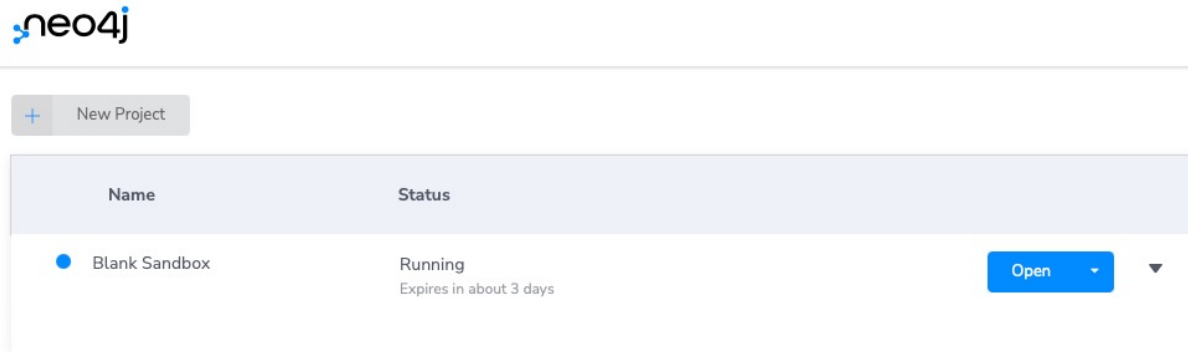 neo4j
+ New Project
Name Status
Blank Sandbox Running Open
Expires in about 3 days